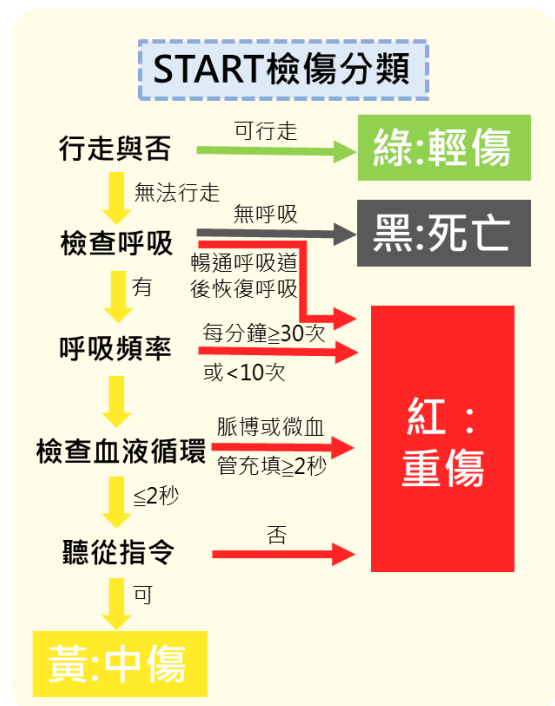 START檢傷分類
行走與否
可行走
綠:輕傷
無法行走
檢查呼吸
無呼吸
黑:死亡
暢通呼吸道
後恢復呼吸
有
呼吸頻率
每分鐘≧30次
或<10次
紅：
重傷
檢查血液循環
脈博或微血
管充填≧2秒
≦2秒
聽從指令
否
可
黃:中傷